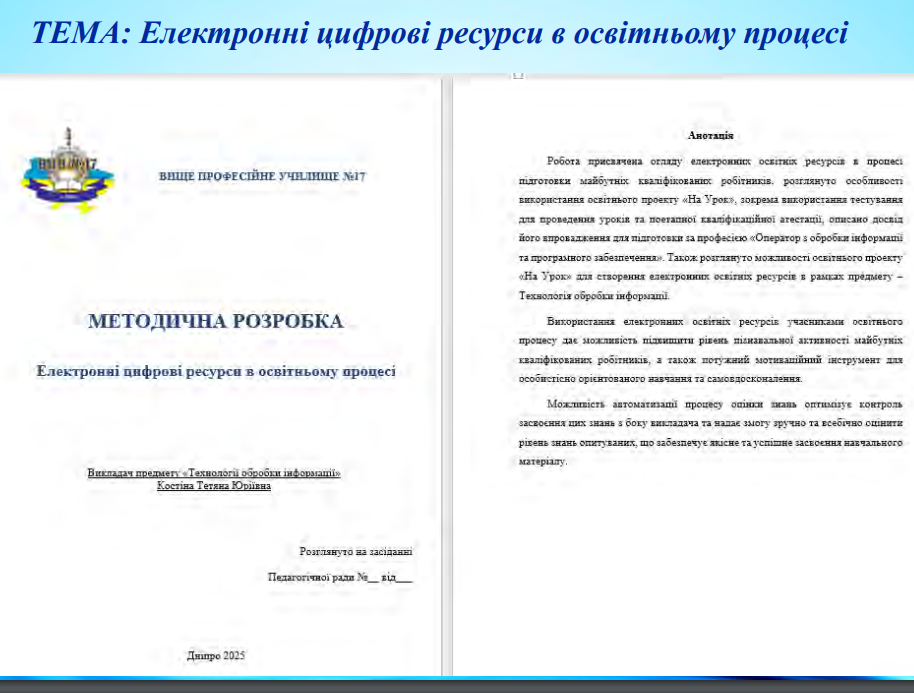 ТЕМА: Електронні цифрові ресурси в освітньому процесі
ВПУ №17
ВИЩЕ ПРОФЕСІЙНЕ УЧИЛИЩЕ №17
МЕТОДИЧНА РОЗРОБКА
Електронні цифрові ресурси в освітньому процесі
Викладач предмету «Технології обробки інформації»
Костіна Тетяна Юріївна
Розглянуто на засіданні
Педагогічної ради №__ від___
Дніпро 2025
Анотація
Робота присвячена огляду електронних освітніх ресурсів в процесі
підготовки майбутніх кваліфікованих робітників. розглянуто особливості
використання освітнього проекту «На Урок», зокрема використання тестування
для проведення уроків та поетапної кваліфікаційної атестації, описано досвід
його впровадження для підготовки за професією «Оператор з обробки інформації
та програмного забезпечення». Також розглянуто можливості освітнього проекту
«На Урок» для створення електронних освітніх ресурсів в рамках предмету –
Технологія обробки інформації.
Використання електронних освітніх ресурсів учасниками освітнього
процесу дає можливість підвищити рівень пізнавальної активності майбутніх
кваліфікованих робітників, а також потужний мотиваційний інструмент для
особистісно орієнтованого навчання та самовдосконалення.
Можливість автоматизації процесу оцінки знань оптимізує контроль
засвоєння цих знань з боку викладача та надає змогу зручно та всебічно оцінити
рівень знань опитуваних, що забезпечує якісне та успішне засвоєння навчального
матеріалу.